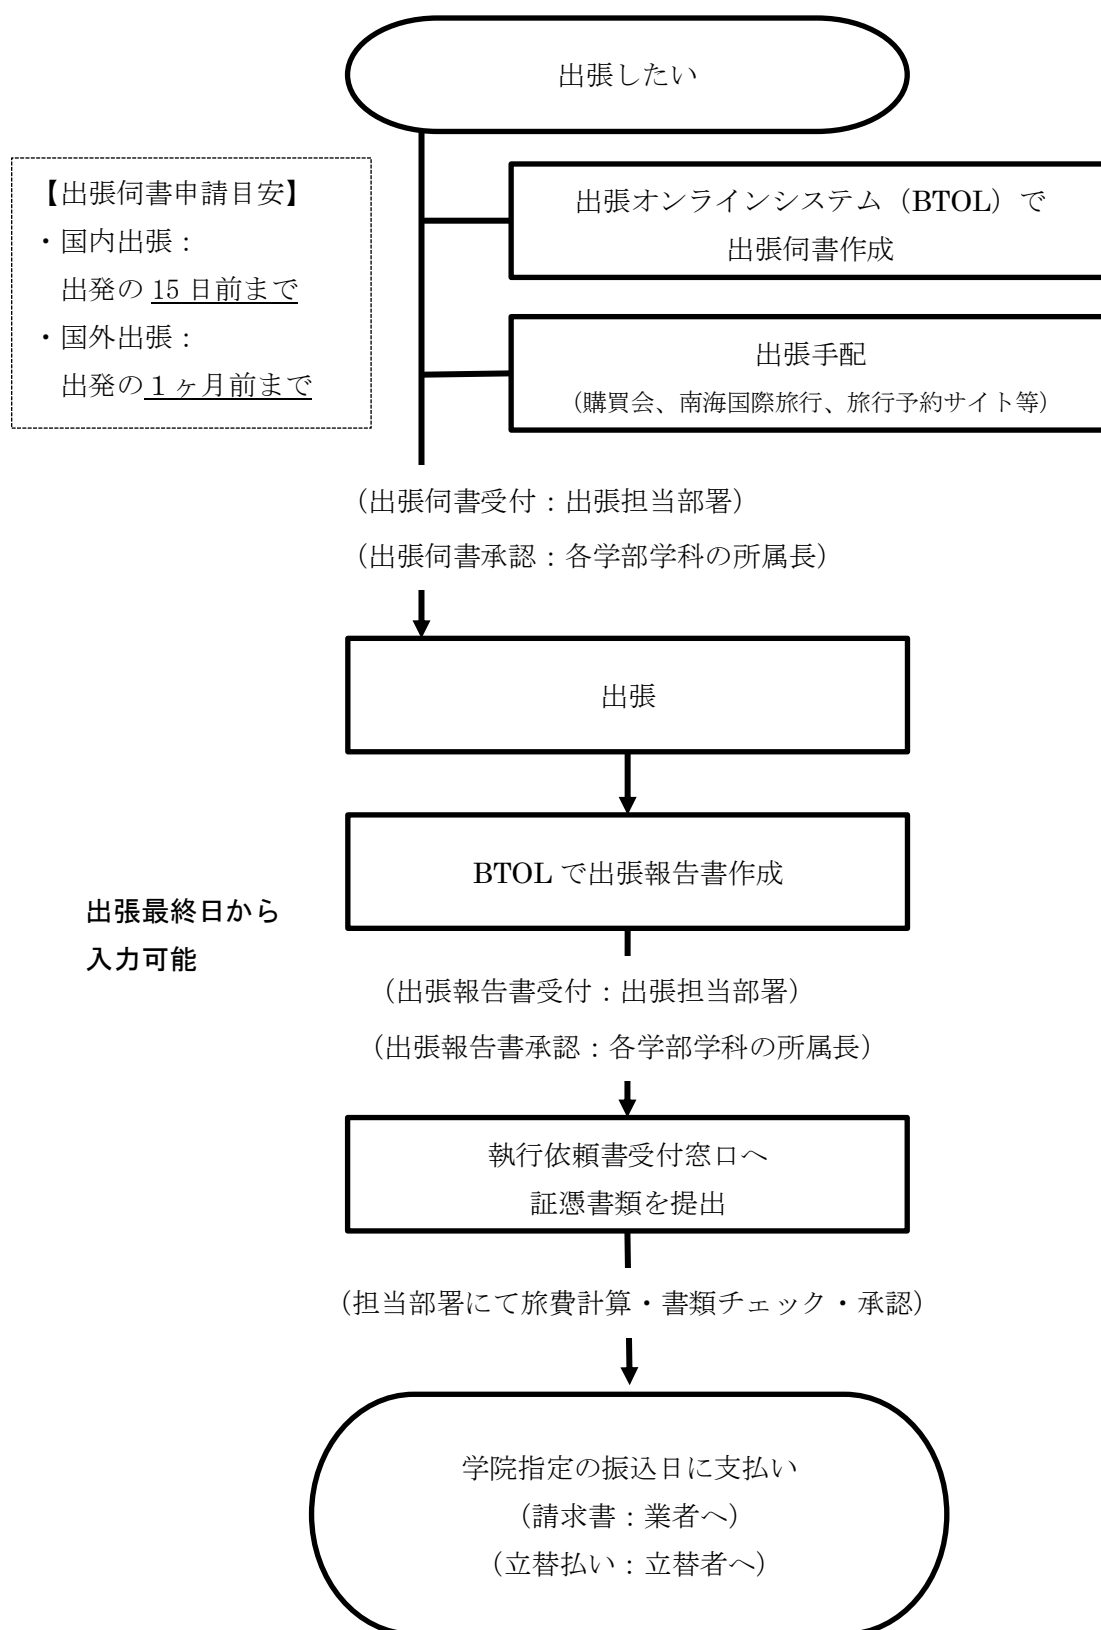 出張したい
【出張伺書申請目安】
・国内出張：
出発の 15 日前まで
・国外出張：
出発の１ヶ月前まで
出張オンラインシステム（BTOL）で
出張伺書作成
出張手配
（購買会、南海国際旅行、旅行予約サイト等）
（出張伺書受付：出張担当部署）
（出張伺書承認：各学部学科の所属長）
出張
BTOL で出張報告書作成
出張最終日から
入力可能
（出張報告書受付：出張担当部署）
（出張報告書承認：各学部学科の所属長）
執行依頼書受付窓口へ
証憑書類を提出
（担当部署にて旅費計算・書類チェック・承認）
学院指定の振込日に支払い
（請求書：業者へ）
（立替払い：立替者へ）